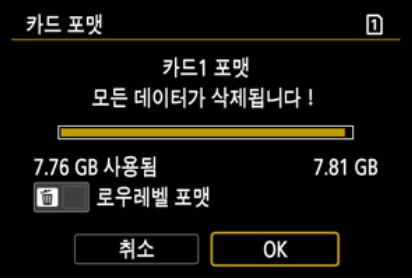 카드 포맷 1
카드1 포맷
모든 데이터가 삭제됩니다 !
7.76 GB 사용됨 7.81 GB
로우레벨 포맷
취소 OK